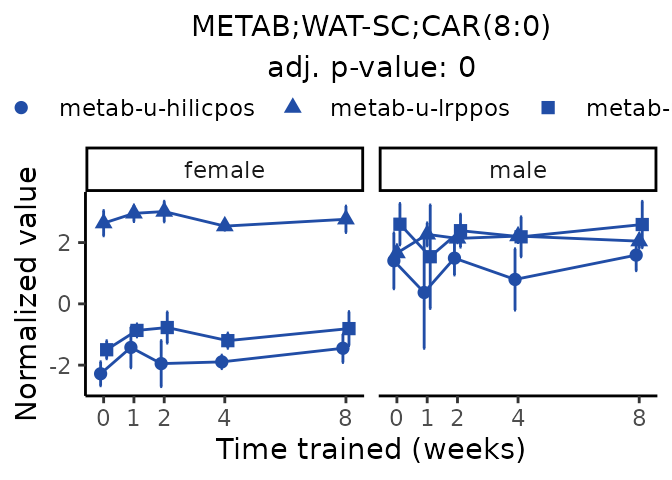 METAB;WAT-SC;CAR(8:0)
adj. p-value: 0
metab-u-hilicpos metab-u-lrppos metab-
female male
Normalized value
2
0
-2
0 1 2 4 8 0 1 2 4 8
Time trained (weeks)